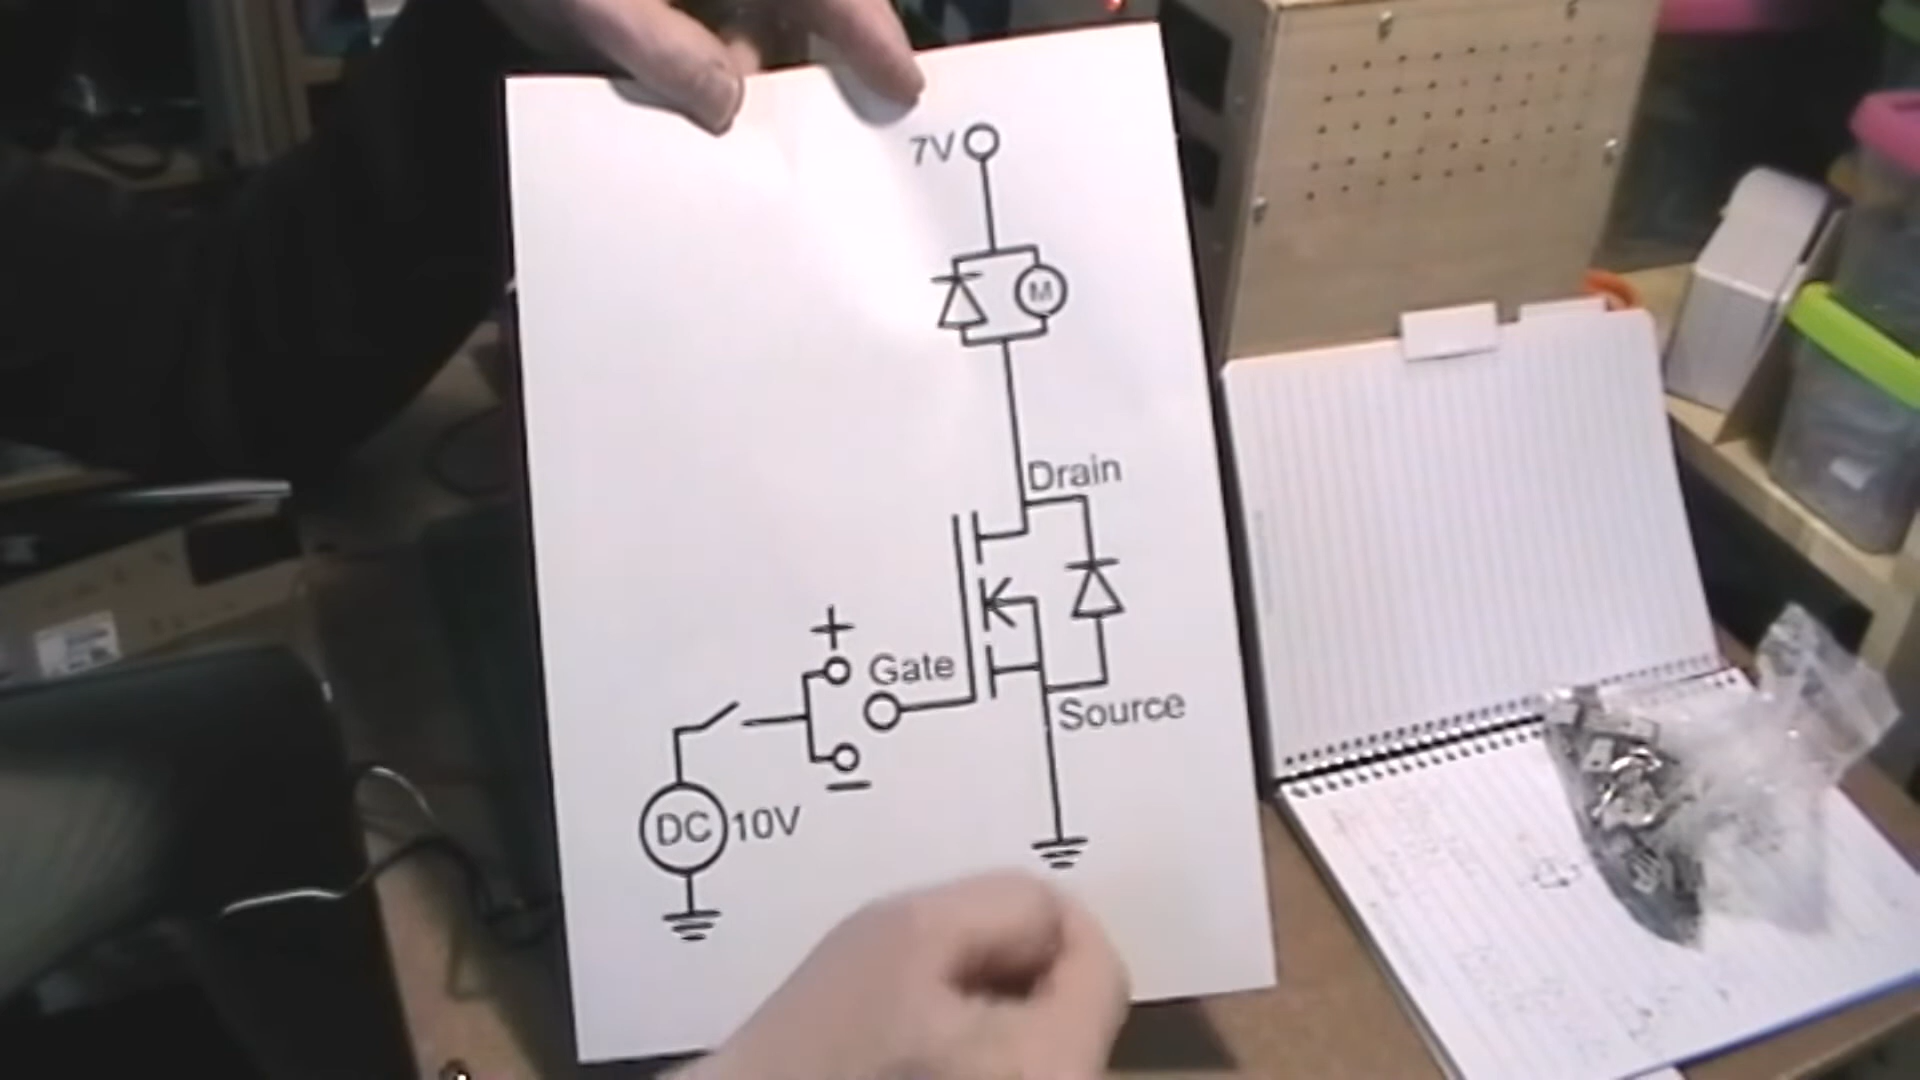 7V
M
Drain
+
Gate
Source
DC 10V
−